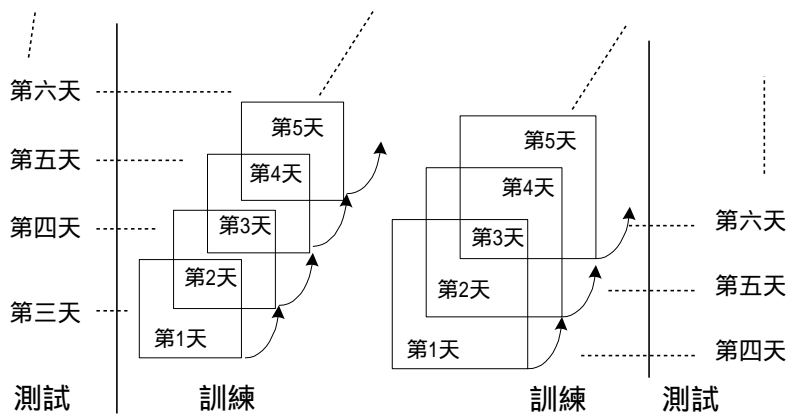 第六天
第五天
第四天
第三天
測試
第5天
第4天
第3天
第2天
第1天
訓練
第5天
第4天
第3天
第2天
第1天
訓練
第六天
第五天
第四天
測試